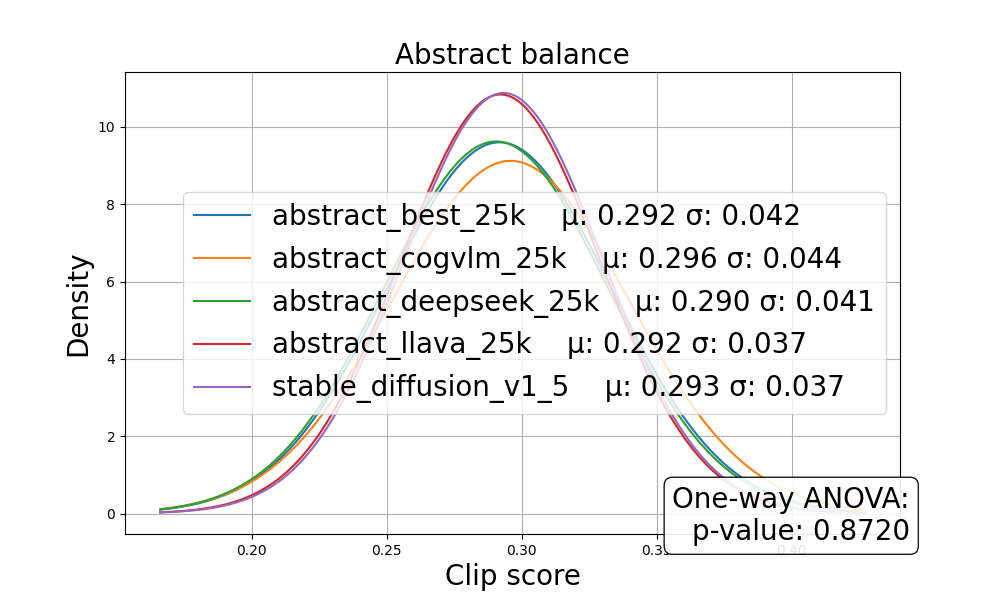 Abstract balance
Density
10
8
6
4
2
0
abstract_best_25k μ: 0.292 σ: 0.042
abstract_cogvlm_25k μ: 0.296 σ: 0.044
abstract_deepseek_25k μ: 0.290 σ: 0.041
abstract_llava_25k μ: 0.292 σ: 0.037
stable_diffusion_v1_5 μ: 0.293 σ: 0.037
One-way ANOVA:
p-value: 0.8720
0.20 0.25 0.30 0.35 0.40
Clip score